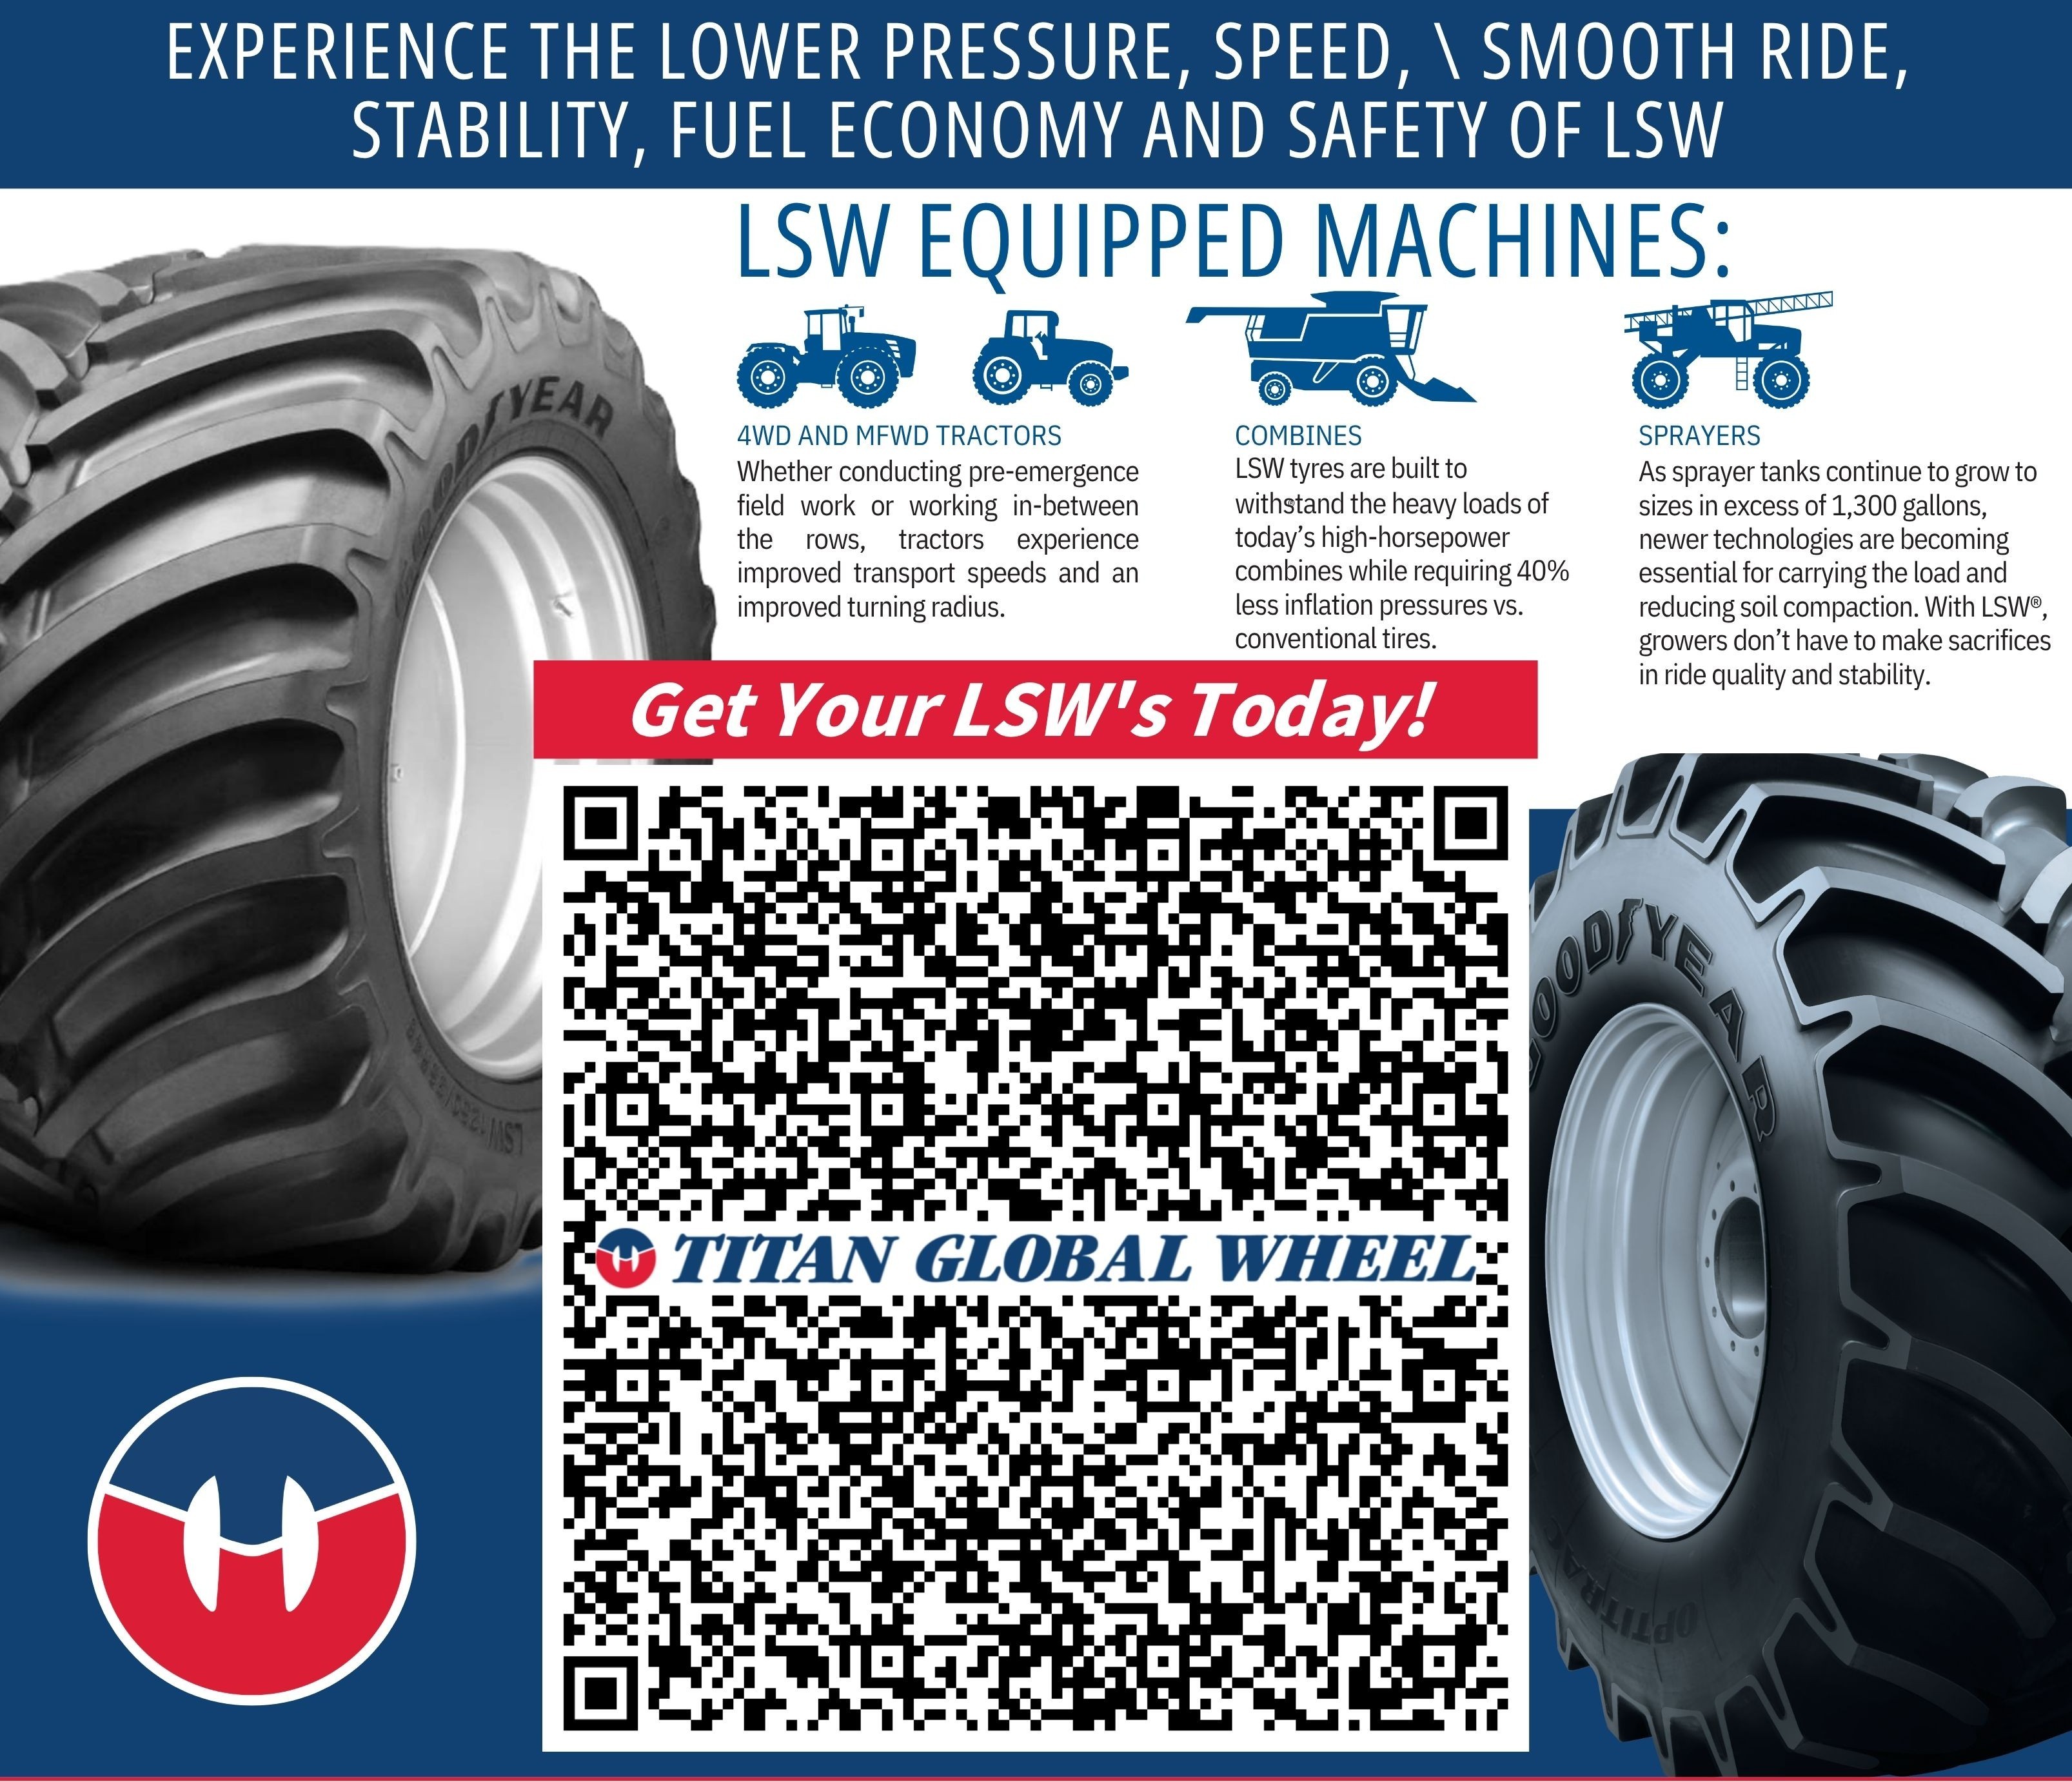 EXPERIENCE THE LOWER PRESSURE, SPEED, \ SMOOTH RIDE,
STABILITY, FUEL ECONOMY AND SAFETY OF LSW
LSW EQUIPPED MACHINES:
4WD AND MFWD TRACTORS
Whether conducting pre-emergence
field work or working in-between
the rows, tractors experience
improved transport speeds and an
improved turning radius.
COMBINES
LSW tyres are built to
withstand the heavy loads of
today's high-horsepower
combines while requiring 40%
less inflation pressures vs.
conventional tires.
®
SPRAYERS
As sprayer tanks continue to grow to
sizes in excess of 1,300 gallons,
newer technologies are becoming
essential for carrying the load and
reducing soil compaction. With LSW®,
growers don't have to make sacrifices
in ride quality and stability.
GOODYEAR
Get Your LSW's Today!
GOODYEAR
OPTITRAC
TITAN GLOBAL WHEEL